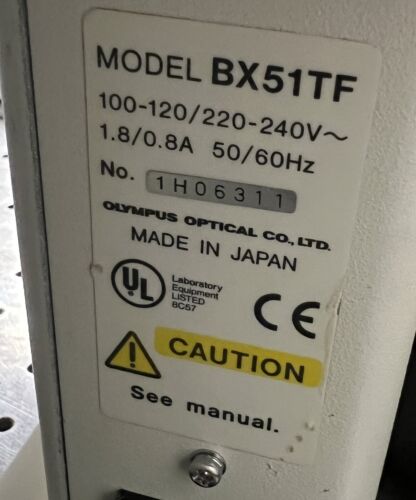 MODEL BX51TF
100-120/220-240V~
1.8/0.8A 50/60Hz
No. 1H06311
OLYMPUS OPTICAL CO., LTD.
MADE IN JAPAN
UL
Laboratory
Equipment
LISTED
8C57
CE
CAUTION
See manual.